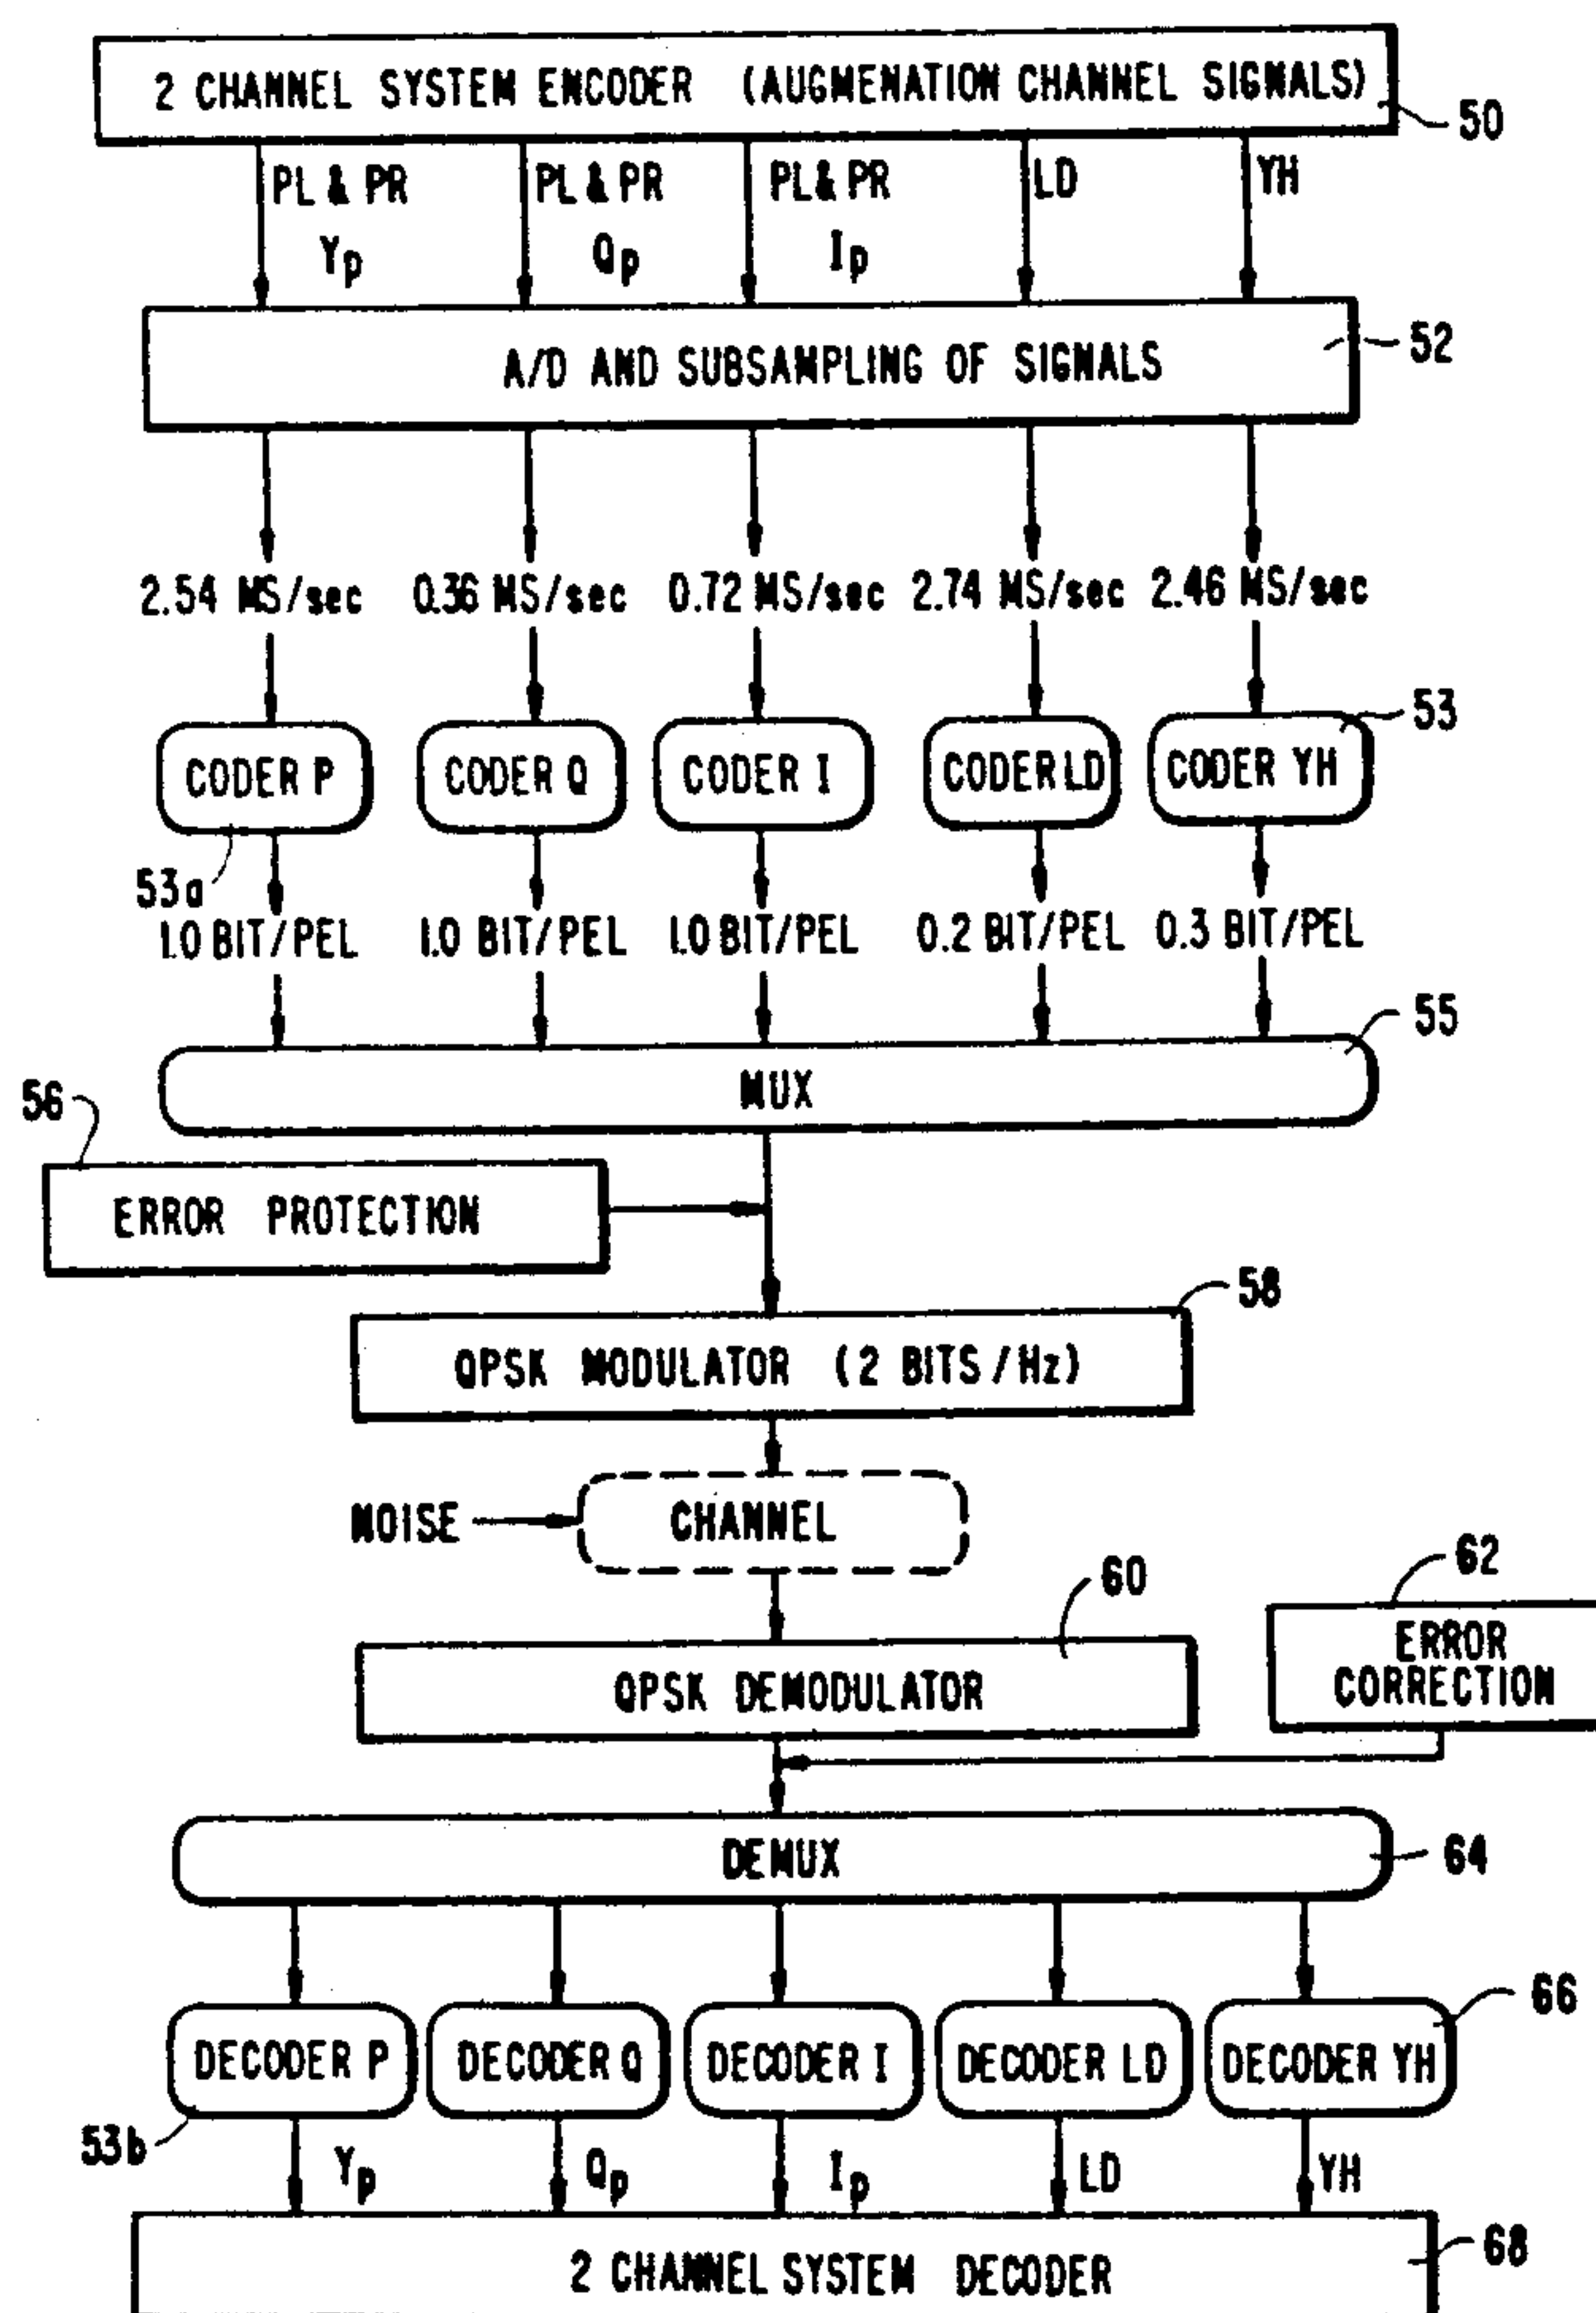 2 CHANNEL SYSTEM ENCODER (AUGMENATION CHANNEL SIGNALS)
50
PL & PR PL & PR PL& PR LD YH
Yp Qp Ip
A/D AND SUBSAMPLING OF SIGNALS
52
2.54 MS/sec 0.36 MS/sec 0.72 MS/sec 2.74 MS/sec 2.46 MS/sec
53
CODER P CODER Q CODER I CODER LD CODER YH
53a
1.0 BIT/PEL 1.0 BIT/PEL 1.0 BIT/PEL 0.2 BIT/PEL 0.3 BIT/PEL
55
MUX
56
ERROR PROTECTION
58
QPSK MODULATOR (2 BITS/Hz)
NOISE CHANNEL
60
62
ERROR
CORRECTION
QPSK DEMODULATOR
DEMUX
64
66
DECODER P DECODER Q DECODER I DECODER LD DECODER YH
53b
Yp Qp Ip LD YH
2 CHANNEL SYSTEM DECODER
68